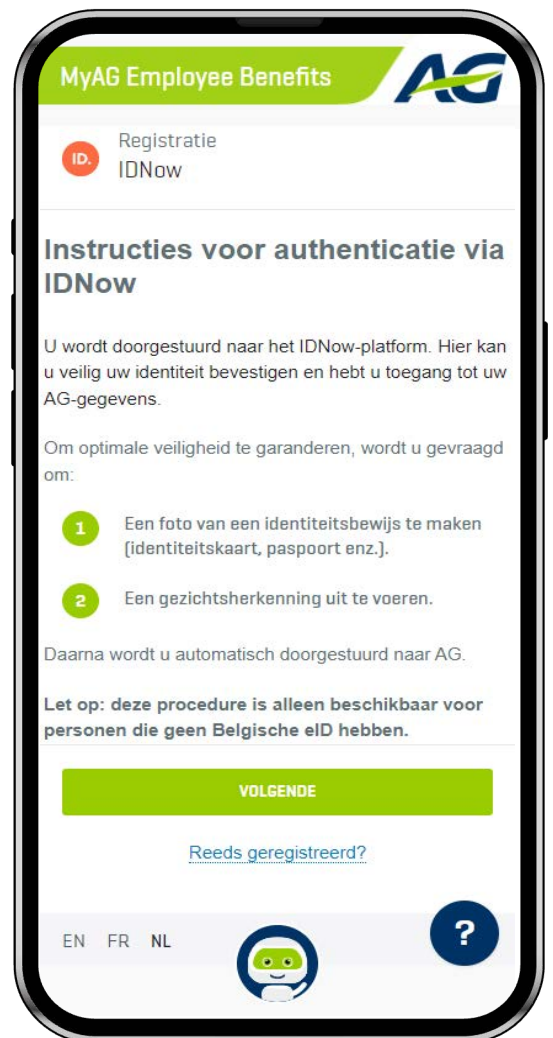 MyAG Employee Benefits
AG
ID.
Registratie
IDNow
Instructies voor authenticatie via
IDNow
U wordt doorgestuurd naar het IDNow-platform. Hier kan
u veilig uw identiteit bevestigen en hebt u toegang tot uw
AG-gegevens.
Om optimale veiligheid te garanderen, wordt u gevraagd
om:
1 Een foto van een identiteitsbewijs te maken
(identiteitskaart, paspoort enz.).
2 Een gezichtsherkenning uit te voeren.
Daarna wordt u automatisch doorgestuurd naar AG.
Let op: deze procedure is alleen beschikbaar voor
personen die geen Belgische eID hebben.
VOLGENDE
Reeds geregistreerd?
EN FR NL
?